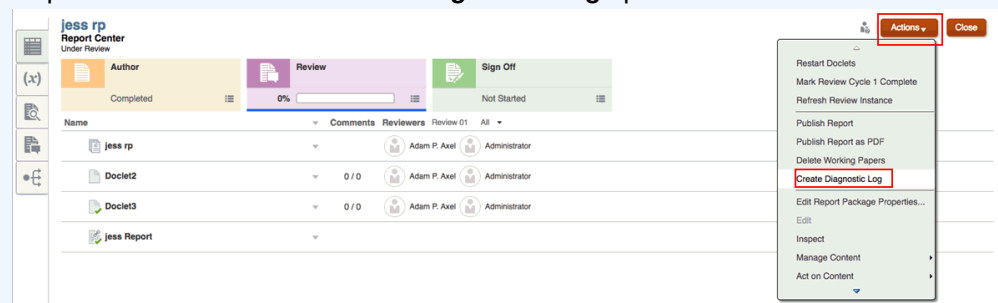 jess rp
Report Center
Under Review
Actions
Close
Author
Completed
Review
0%
Sign Off
Not Started
Name
Comments
Reviewers
Review 01
All
jess rp
Adam P. Axel
Administrator
Doclet2
0 / 0
Adam P. Axel
Administrator
Doclet3
0 / 0
Adam P. Axel
Administrator
jess Report
(x)
Restart Doclets
Mark Review Cycle 1 Complete
Refresh Review Instance
Publish Report
Publish Report as PDF
Delete Working Papers
Create Diagnostic Log
Edit Report Package Properties...
Edit
Inspect
Manage Content
Act on Content